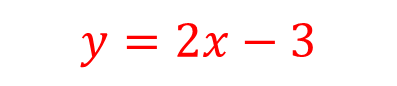 y = 2x − 3